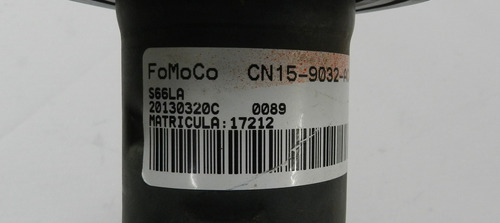 FoMoCo CN15-9032-A
S66LA
20130320C 0089
MATRICULA:17212